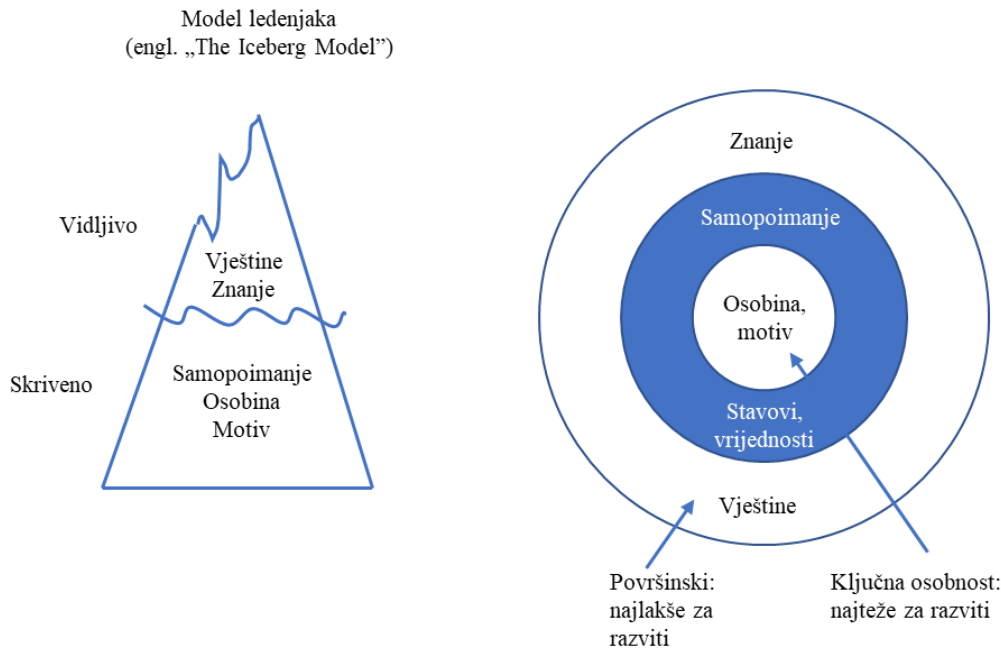 Model ledenjaka
(engl. „The Iceberg Model”)
Vidljivo
Vještine
Znanje
Skriveno
Samopoimanje
Osobina
Motiv
Znanje
Samopoimanje
Osobina,
motiv
Stavovi,
vrijednosti
Vještine
Površinski:
najlakše za
razviti
Ključna osobnost:
najteže za razviti